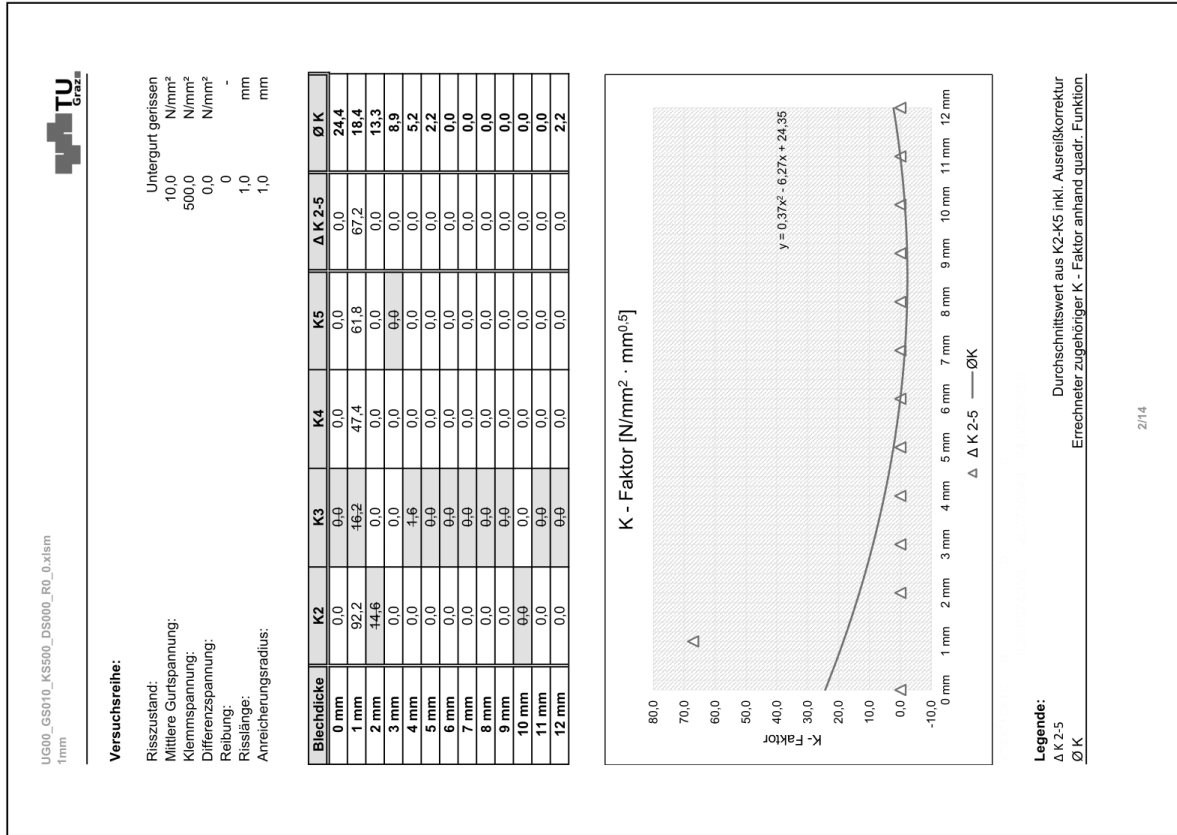 UG00_GS010_KS500_DS000_R0_0.xlsm
1mm
TU
Graz
Versuchsreihe:
Risszustand: Untergurt gerissen
Mittlere Gurtspannung: 10,0 N/mm²
Klemmspannung: 500,0 N/mm²
Differenzspannung: 0,0 N/mm²
Reibung: 0 -
Risslänge: 1,0 mm
Anreicherungsradius: 1,0 mm
Blechdicke K2 K3 K4 K5 Δ K 2-5 Ø K
0 mm 0,0 0,0 0,0 0,0 0,0 24,4
1 mm 92,2 16,2 47,4 61,8 67,2 18,4
2 mm 14,6 0,0 0,0 0,0 0,0 13,3
3 mm 0,0 0,0 0,0 0,0 0,0 8,9
4 mm 0,0 1,6 0,0 0,0 0,0 5,2
5 mm 0,0 0,0 0,0 0,0 0,0 2,2
6 mm 0,0 0,0 0,0 0,0 0,0 0,0
7 mm 0,0 0,0 0,0 0,0 0,0 0,0
8 mm 0,0 0,0 0,0 0,0 0,0 0,0
9 mm 0,0 0,0 0,0 0,0 0,0 0,0
10 mm 0,0 0,0 0,0 0,0 0,0 0,0
11 mm 0,0 0,0 0,0 0,0 0,0 0,0
12 mm 0,0 0,0 0,0 0,0 0,0 2,2
K - Faktor [N/mm² · mm⁰,⁵]
80,0
70,0
60,0
50,0
40,0
30,0
20,0
10,0
0,0
-10,0
K- Faktor
y = 0,37x² - 6,27x + 24,35
0 mm 1 mm 2 mm 3 mm 4 mm 5 mm 6 mm 7 mm 8 mm 9 mm 10 mm 11 mm 12 mm
Δ K 2-5 ØK
Legende:
Δ K 2-5 Durchschnittswert aus K2-K5 inkl. Ausreißkorrektur
Ø K Errechneter zugehöriger K - Faktor anhand quadr. Funktion
2/14